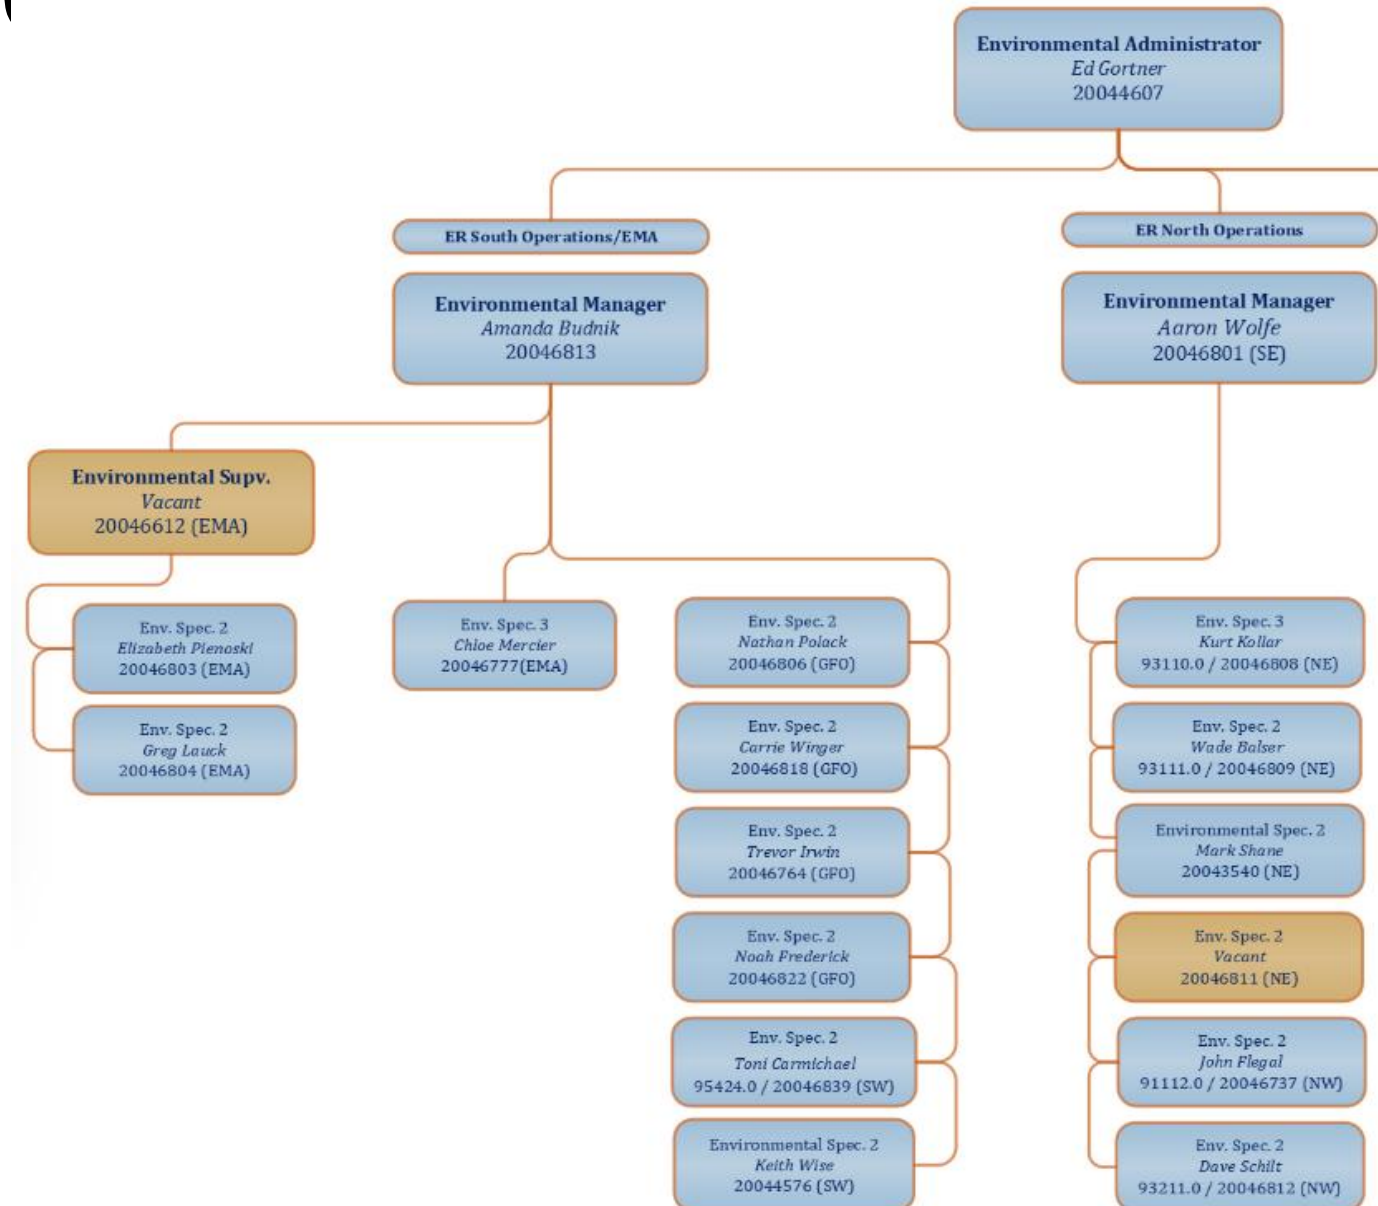 Environmental Administrator
Ed Gortner
20044607
ER South Operations/EMA
Environmental Manager
Amanda Budnik
20046813
Environmental Supv.
Vacant
20046612 (EMA)
Env. Spec. 2
Elizabeth Pienoski
20046803 (EMA)
Env. Spec. 2
Greg Lauck
20046804 (EMA)
Env. Spec. 3
Chloe Mercier
20046777(EMA)
Env. Spec. 2
Nathan Polack
20046806 (GFO)
Env. Spec. 2
Carrie Winger
20046818 (GFO)
Env. Spec. 2
Trevor Irwin
20046764 (GFO)
Env. Spec. 2
Noah Frederick
20046822 (GFO)
Env. Spec. 2
Toni Carmichael
95424.0 / 20046839 (SW)
Environmental Spec. 2
Keith Wise
20044576 (SW)
ER North Operations
Environmental Manager
Aaron Wolfe
20046801 (SE)
Env. Spec. 3
Kurt Kollar
93110.0 / 20046808 (NE)
Env. Spec. 2
Wade Balser
93111.0 / 20046809 (NE)
Environmental Spec. 2
Mark Shane
20043540 (NE)
Env. Spec. 2
Vacant
20046811 (NE)
Env. Spec. 2
John Flegal
91112.0 / 20046737 (NW)
Env. Spec. 2
Dave Schilt
93211.0 / 20046812 (NW)